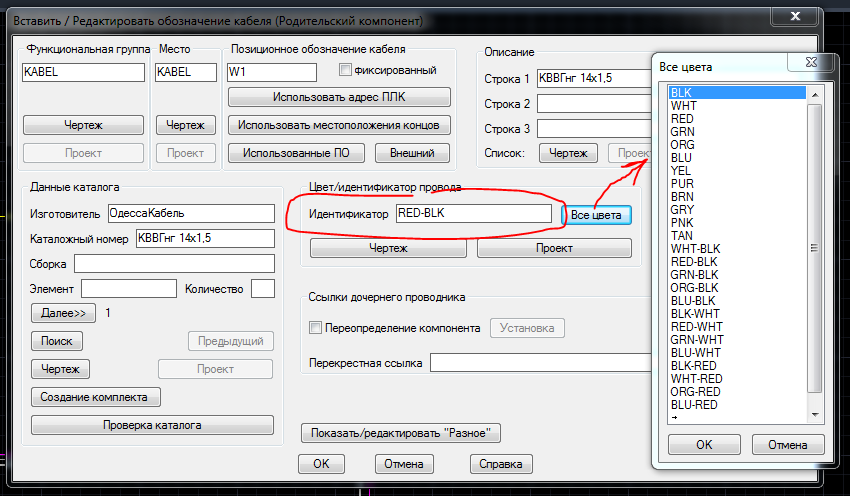 Вставить / Редактировать обозначение кабеля (Родительский компонент)
Функциональная группа
KABEL
Чертеж
Проект
Место
KABEL
Чертеж
Проект
Позиционное обозначение кабеля
W1
Фиксированный
Использовать адрес ПЛК
Использовать местоположения концов
Использованные ПО
Внешний
Описание
Строка 1
КВВГнг 14х1,5
Строка 2
Строка 3
Список:
Чертеж
Проект
Данные каталога
Изготовитель
ОдессаКабель
Каталожный номер
КВВГнг 14х1,5
Сборка
Элемент
Количество
Далее>>
1
Поиск
Предыдущий
Чертеж
Проект
Создание комплекта
Проверка каталога
Цвет/идентификатор провода
Идентификатор
RED-BLK
Все цвета
Чертеж
Проект
Ссылки дочернего проводника
Переопределение компонента
Установка
Перекрестная ссылка
Показать/редактировать "Разное"
OK
Отмена
Справка
Все цвета
BLK
WHT
RED
GRN
ORG
BLU
YEL
PUR
BRN
GRY
PNK
TAN
WHT-BLK
RED-BLK
GRN-BLK
ORG-BLK
BLU-BLK
BLK-WHT
RED-WHT
GRN-WHT
BLU-WHT
BLK-RED
WHT-RED
ORG-RED
BLU-RED
OK
Отмена